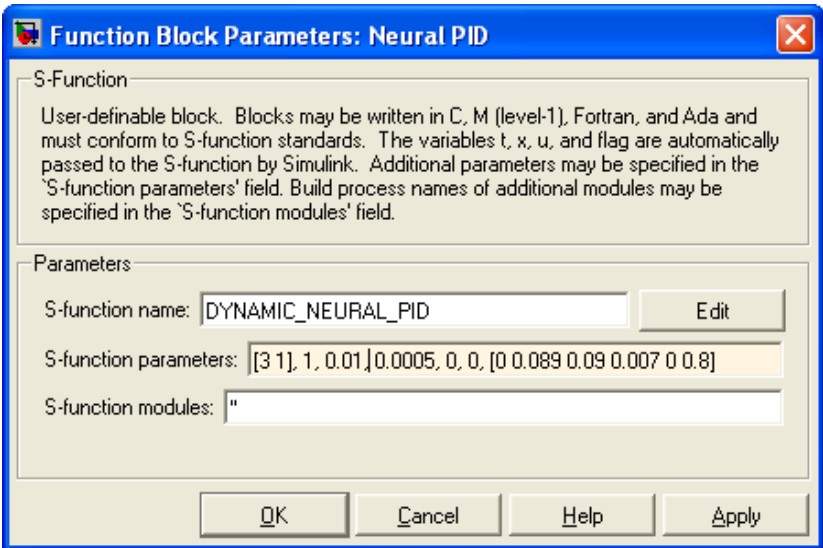 Function Block Parameters: Neural PID
S-Function
User-definable block.  Blocks may be written in C, M (level-1), Fortran, and Ada and
must conform to S-function standards.  The variables t, x, u, and flag are automatically
passed to the S-function by Simulink.  Additional parameters may be specified in the
`S-function parameters' field. Build process names of additional modules may be
specified in the `S-function modules' field.
Parameters
S-function name: DYNAMIC_NEURAL_PID Edit
S-function parameters: [3 1], 1, 0.01, 0.0005, 0, 0, [0 0.089 0.09 0.007 0 0.8]
S-function modules: ''
OK Cancel Help Apply